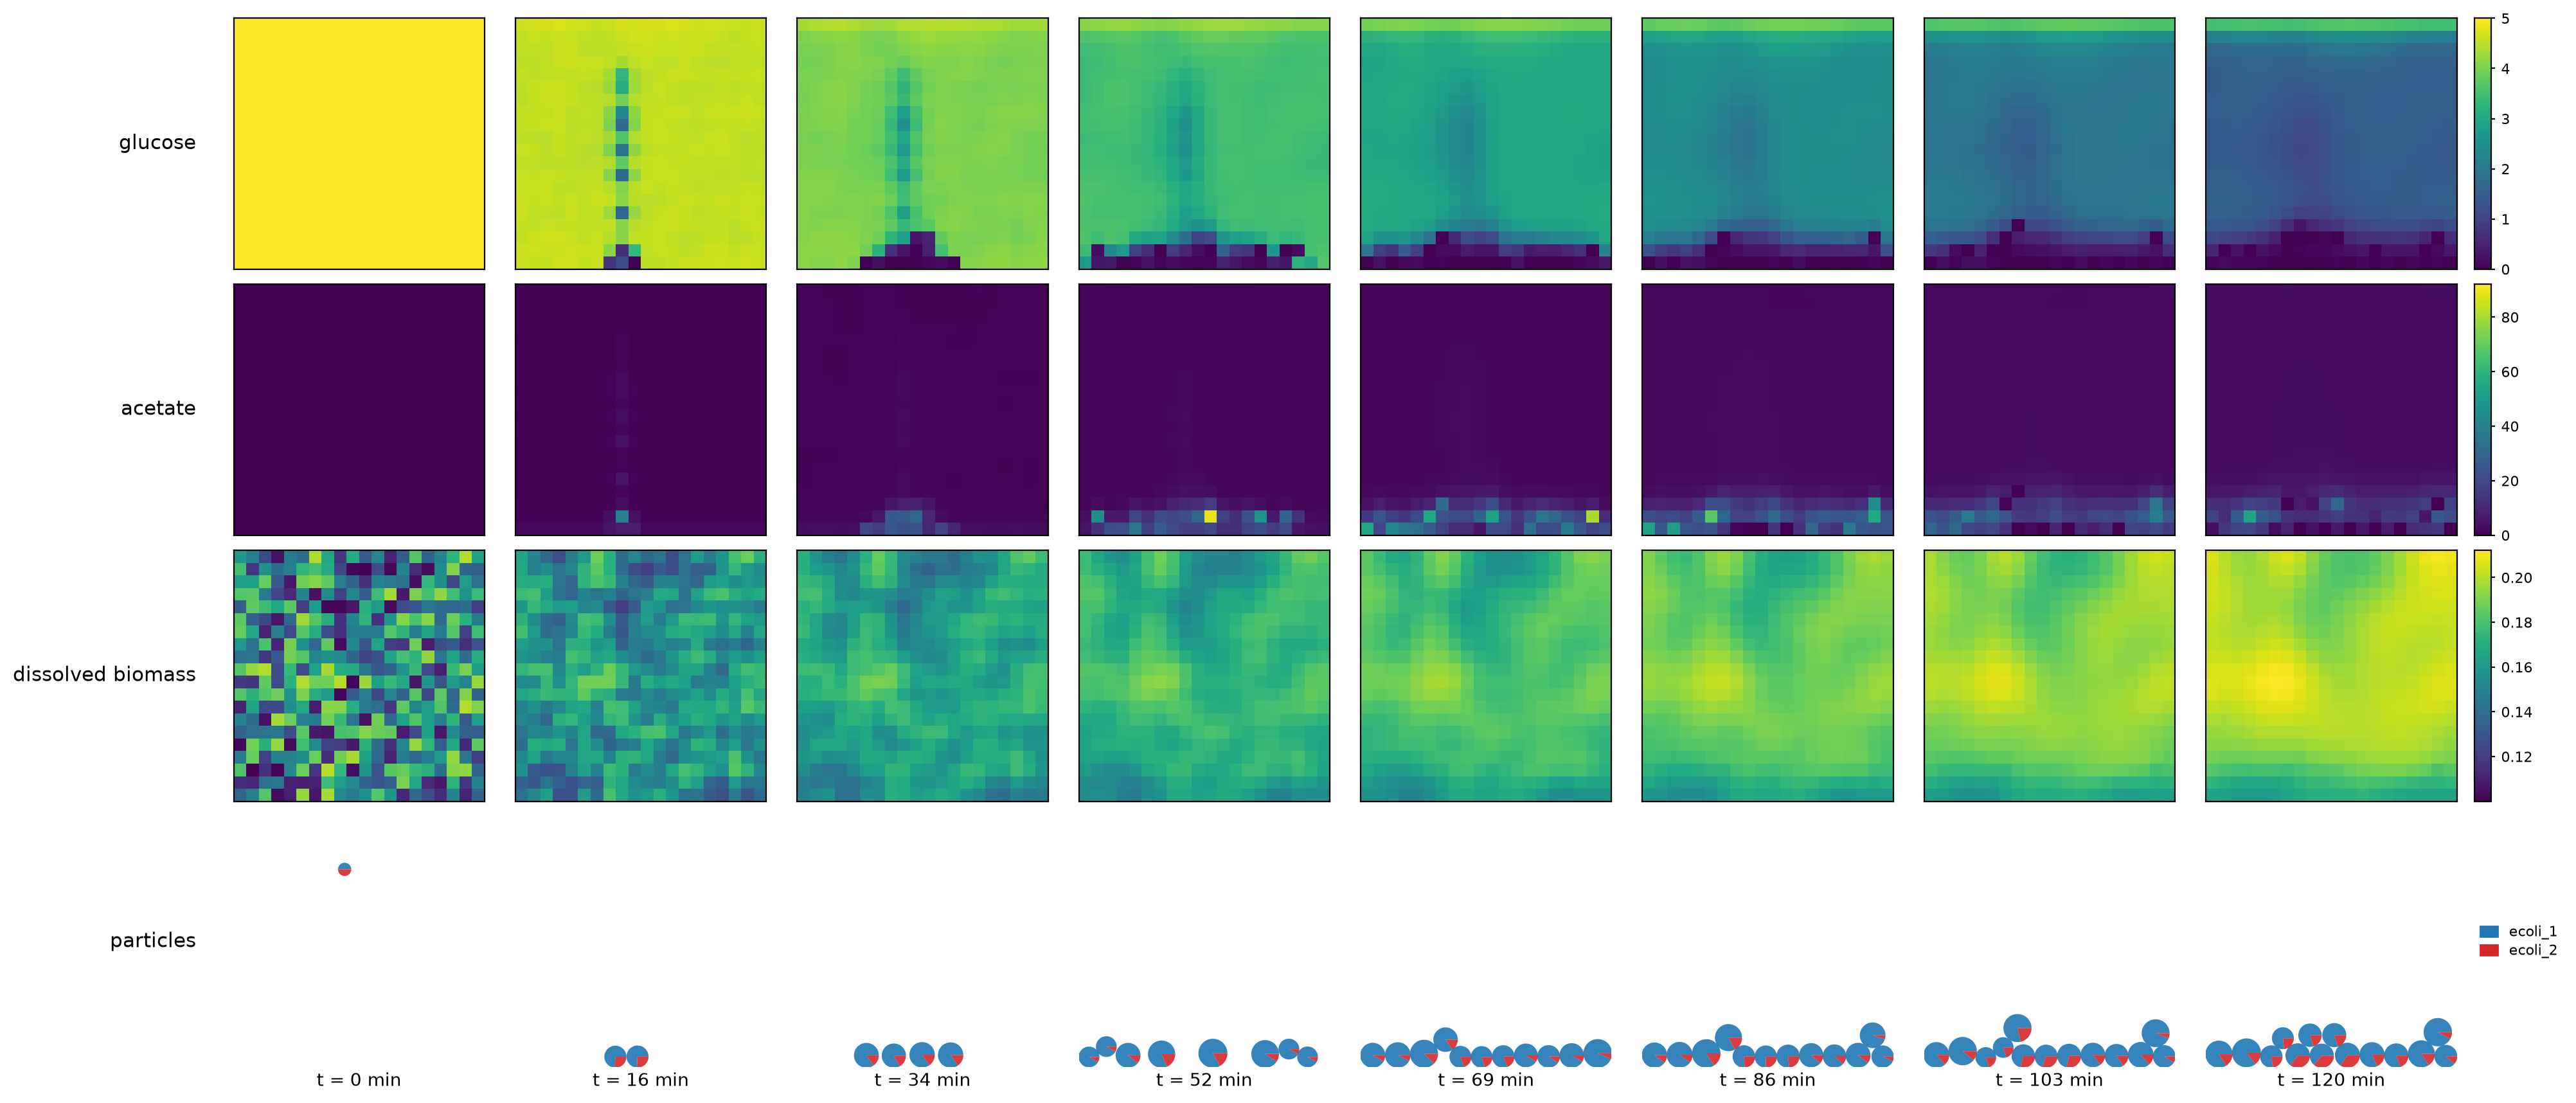 glucose
5
4
3
2
1
0
acetate
80
60
40
20
0
dissolved biomass
0.20
0.18
0.16
0.14
0.12
particles
ecoli_1
ecoli_2
t = 0 min
t = 16 min
t = 34 min
t = 52 min
t = 69 min
t = 86 min
t = 103 min
t = 120 min